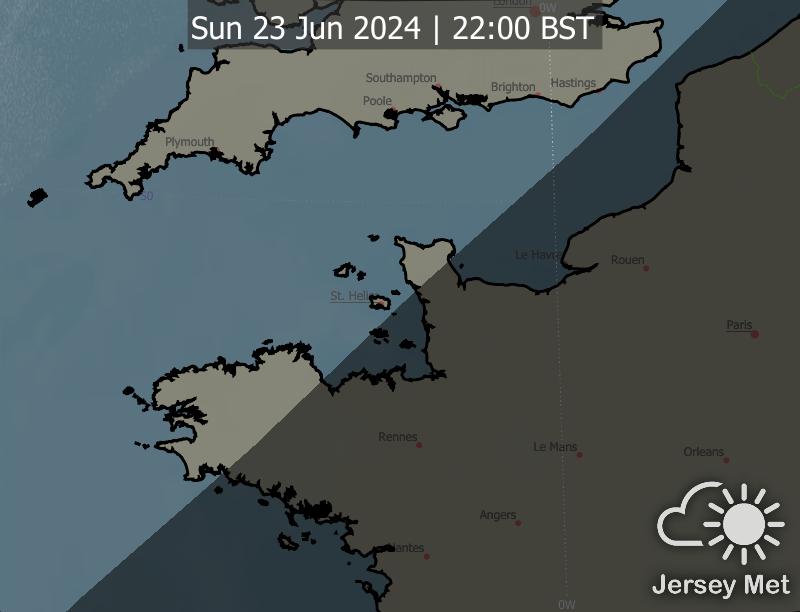 London
0W
Sun 23 Jun 2024 | 22:00 BST
Southampton
Brighton
Hastings
Poole
Plymouth
50
Le Havre
Rouen
St. Helier
Paris
Rennes
Le Mans
Orleans
Angers
Nantes
0W
Jersey Met